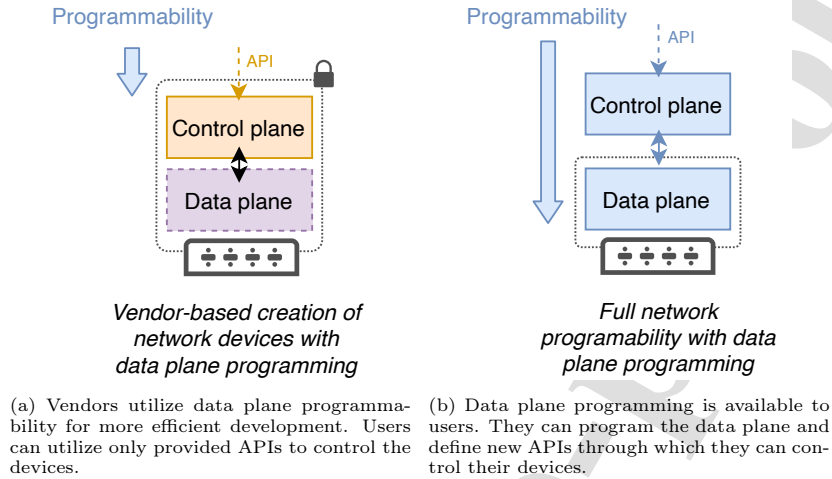 Programmability
API
Control plane
Data plane
Vendor-based creation of
network devices with
data plane programming
(a) Vendors utilize data plane programma-
bility for more efficient development. Users
can utilize only provided APIs to control the
devices.
Programmability
API
Control plane
Data plane
Full network
programability with data
plane programming
(b) Data plane programming is available to
users. They can program the data plane and
define new APIs through which they can con-
trol their devices.